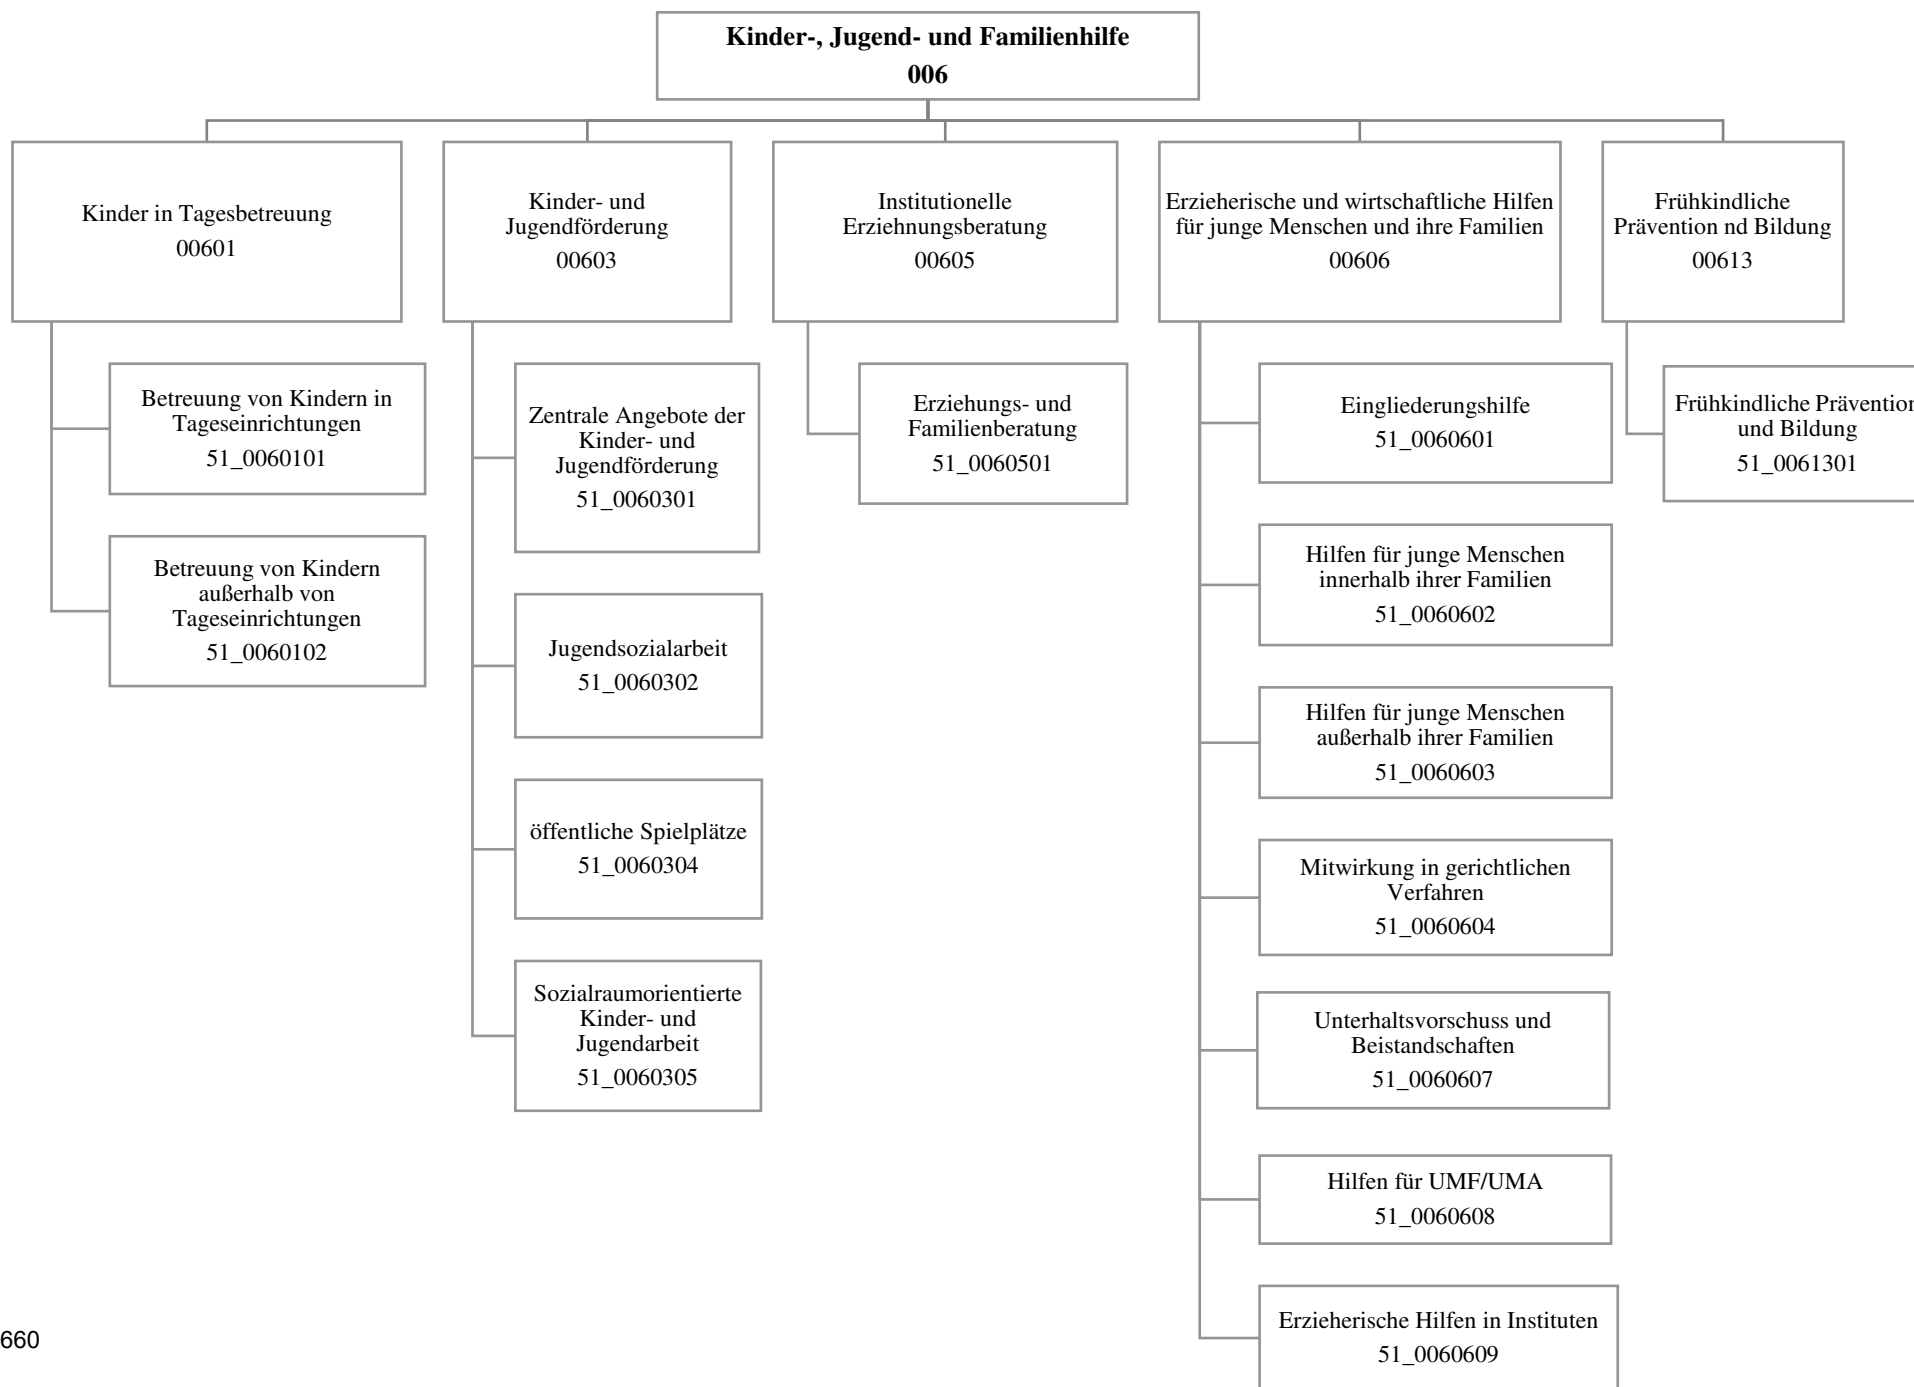 Kinder-, Jugend- und Familienhilfe
006
Kinder in Tagesbetreuung
00601
Kinder- und
Jugendförderung
00603
Institutionelle
Erziehnungsberatung
00605
Erzieherische und wirtschaftliche Hilfen
für junge Menschen und ihre Familien
00606
Frühkindliche
Prävention nd Bildung
00613
Betreuung von Kindern in
Tageseinrichtungen
51_0060101
Betreuung von Kindern
außerhalb von
Tageseinrichtungen
51_0060102
Zentrale Angebote der
Kinder- und
Jugendförderung
51_0060301
Jugendsozialarbeit
51_0060302
öffentliche Spielplätze
51_0060304
Sozialraumorientierte
Kinder- und
Jugendarbeit
51_0060305
Erziehungs- und
Familienberatung
51_0060501
Eingliederungshilfe
51_0060601
Hilfen für junge Menschen
innerhalb ihrer Familien
51_0060602
Hilfen für junge Menschen
außerhalb ihrer Familien
51_0060603
Mitwirkung in gerichtlichen
Verfahren
51_0060604
Unterhaltsvorschuss und
Beistandschaften
51_0060607
Hilfen für UMF/UMA
51_0060608
Erzieherische Hilfen in Instituten
51_0060609
Frühkindliche Prävention
und Bildung
51_0061301
660